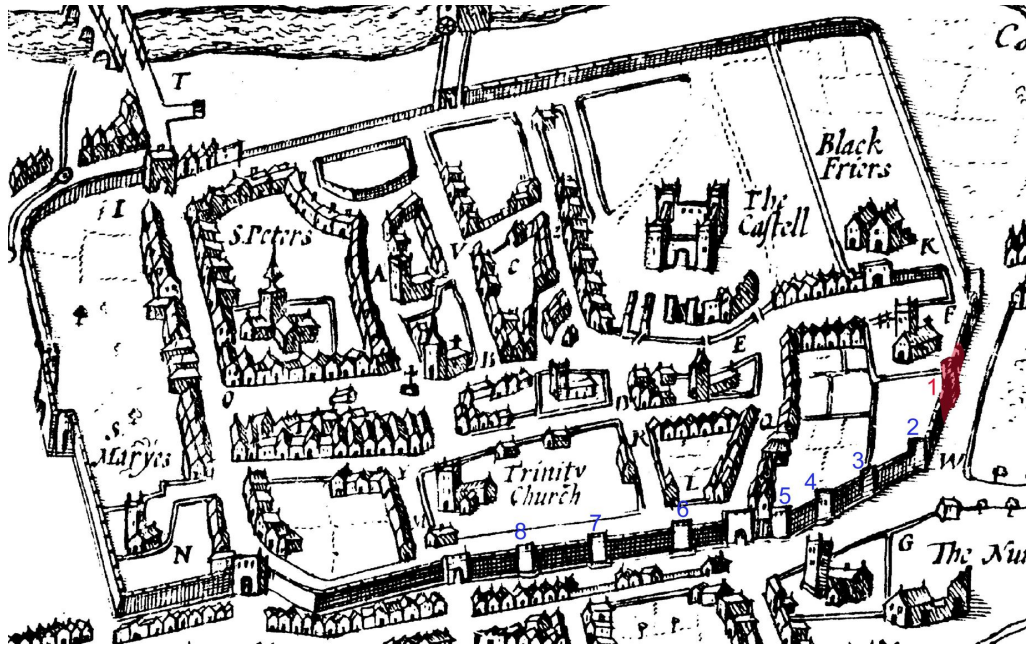 Co
T
Black
Friers
I
S. Peters
The
Caſtell
A
V
C
K
F
E
B
1
O
D
Q
2
S.
Maryes
R
W
3
Trinity
Church
L
4
5
6
7
8
N
G
The Nu